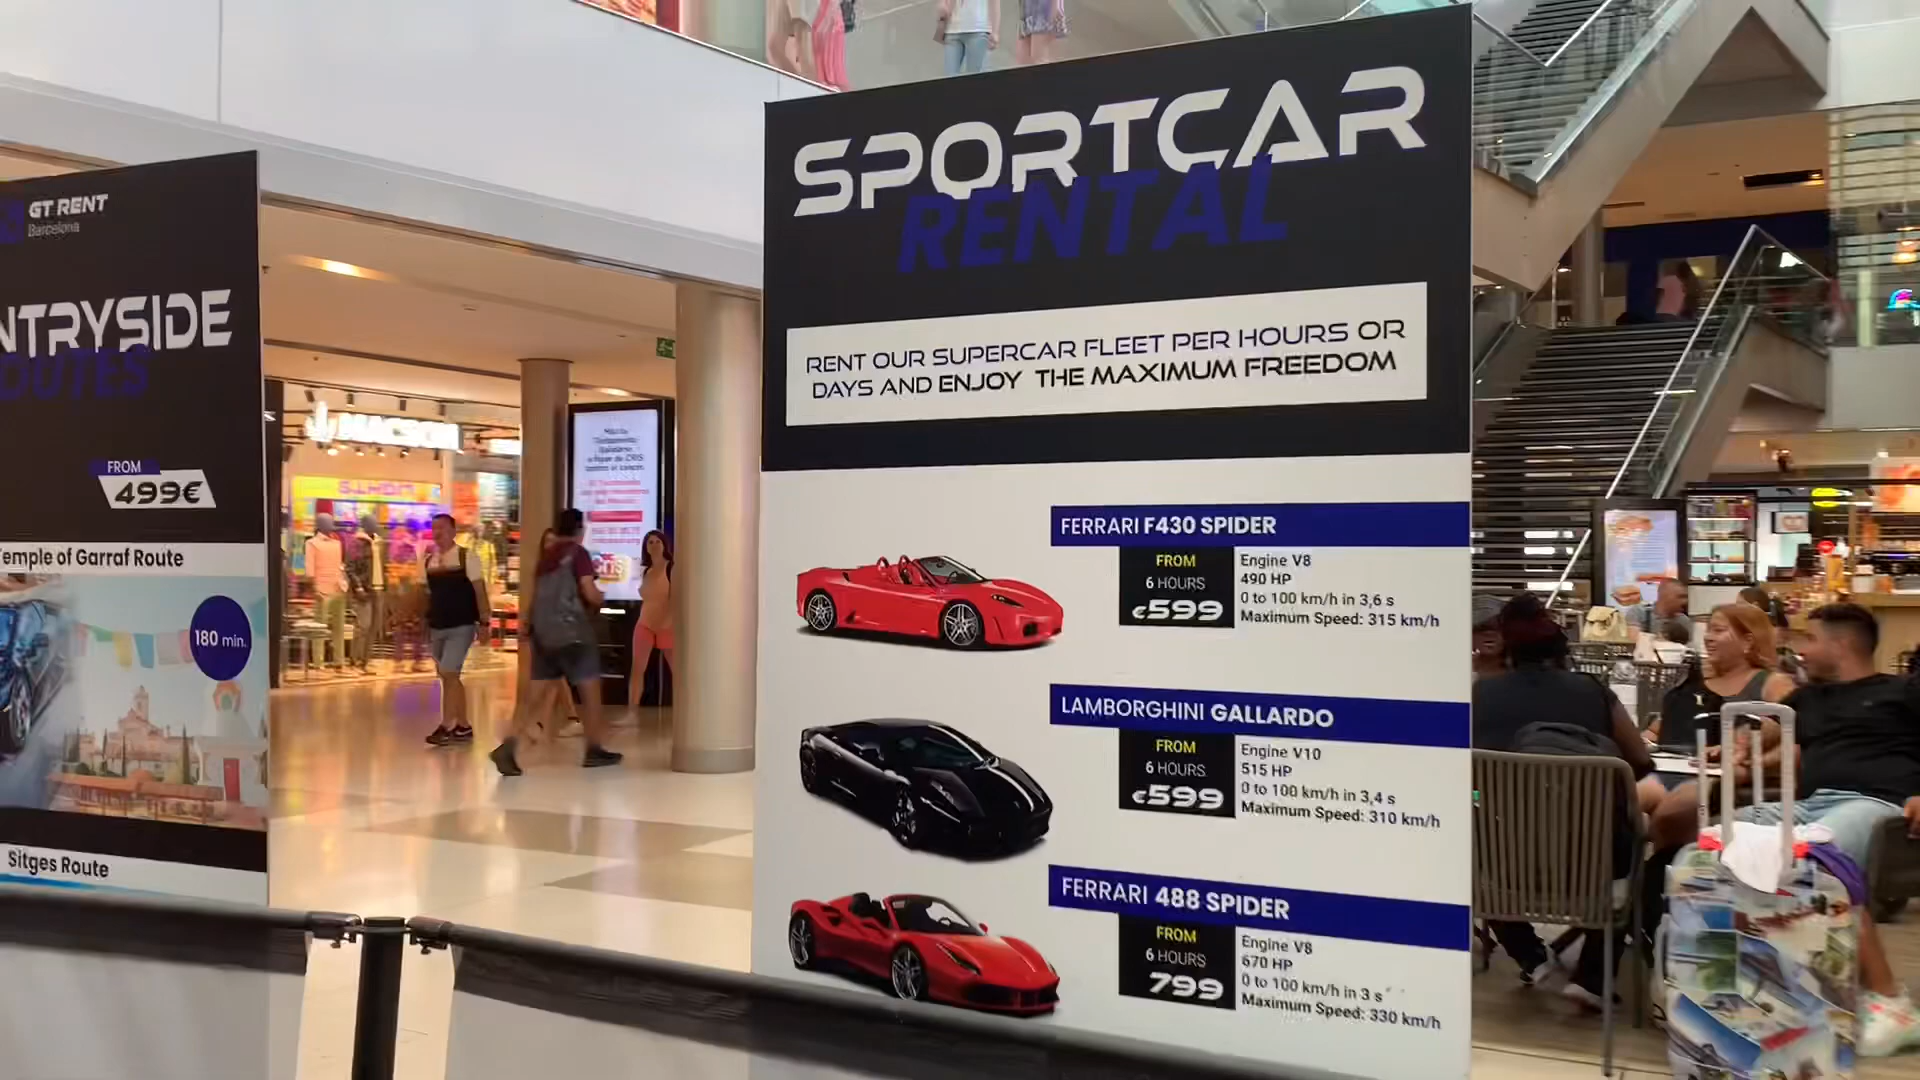 GT RENT
Barcelona
NTRYSIDE
OUTES
FROM
499€
Temple of Garraf Route
180 min.
Sitges Route
SPORTCAR
RENTAL
RENT OUR SUPERCAR FLEET PER HOURS OR
DAYS AND ENJOY THE MAXIMUM FREEDOM
FERRARI F430 SPIDER
FROM
6 HOURS
€599
Engine V8
490 HP
0 to 100 km/h in 3,6 s
Maximum Speed: 315 km/h
LAMBORGHINI GALLARDO
FROM
6 HOURS
€599
Engine V10
515 HP
0 to 100 km/h in 3,4 s
Maximum Speed: 310 km/h
FERRARI 488 SPIDER
FROM
6 HOURS
799
Engine V8
670 HP
0 to 100 km/h in 3 s
Maximum Speed: 330 km/h
MACSON